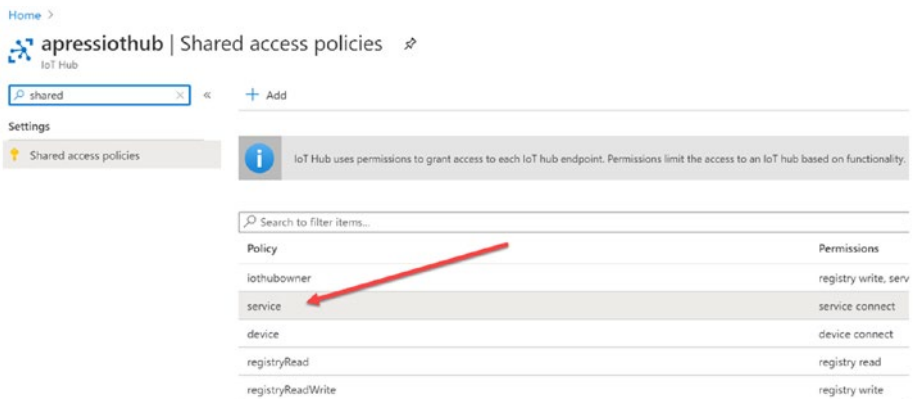 Home >
apressiothub | Shared access policies
IoT Hub
shared
+ Add
Settings
Shared access policies
IoT Hub uses permissions to grant access to each IoT hub endpoint. Permissions limit the access to an IoT hub based on functionality.
Search to filter items...
Policy Permissions
iothubowner registry write, serv
service service connect
device device connect
registryRead registry read
registryReadWrite registry write